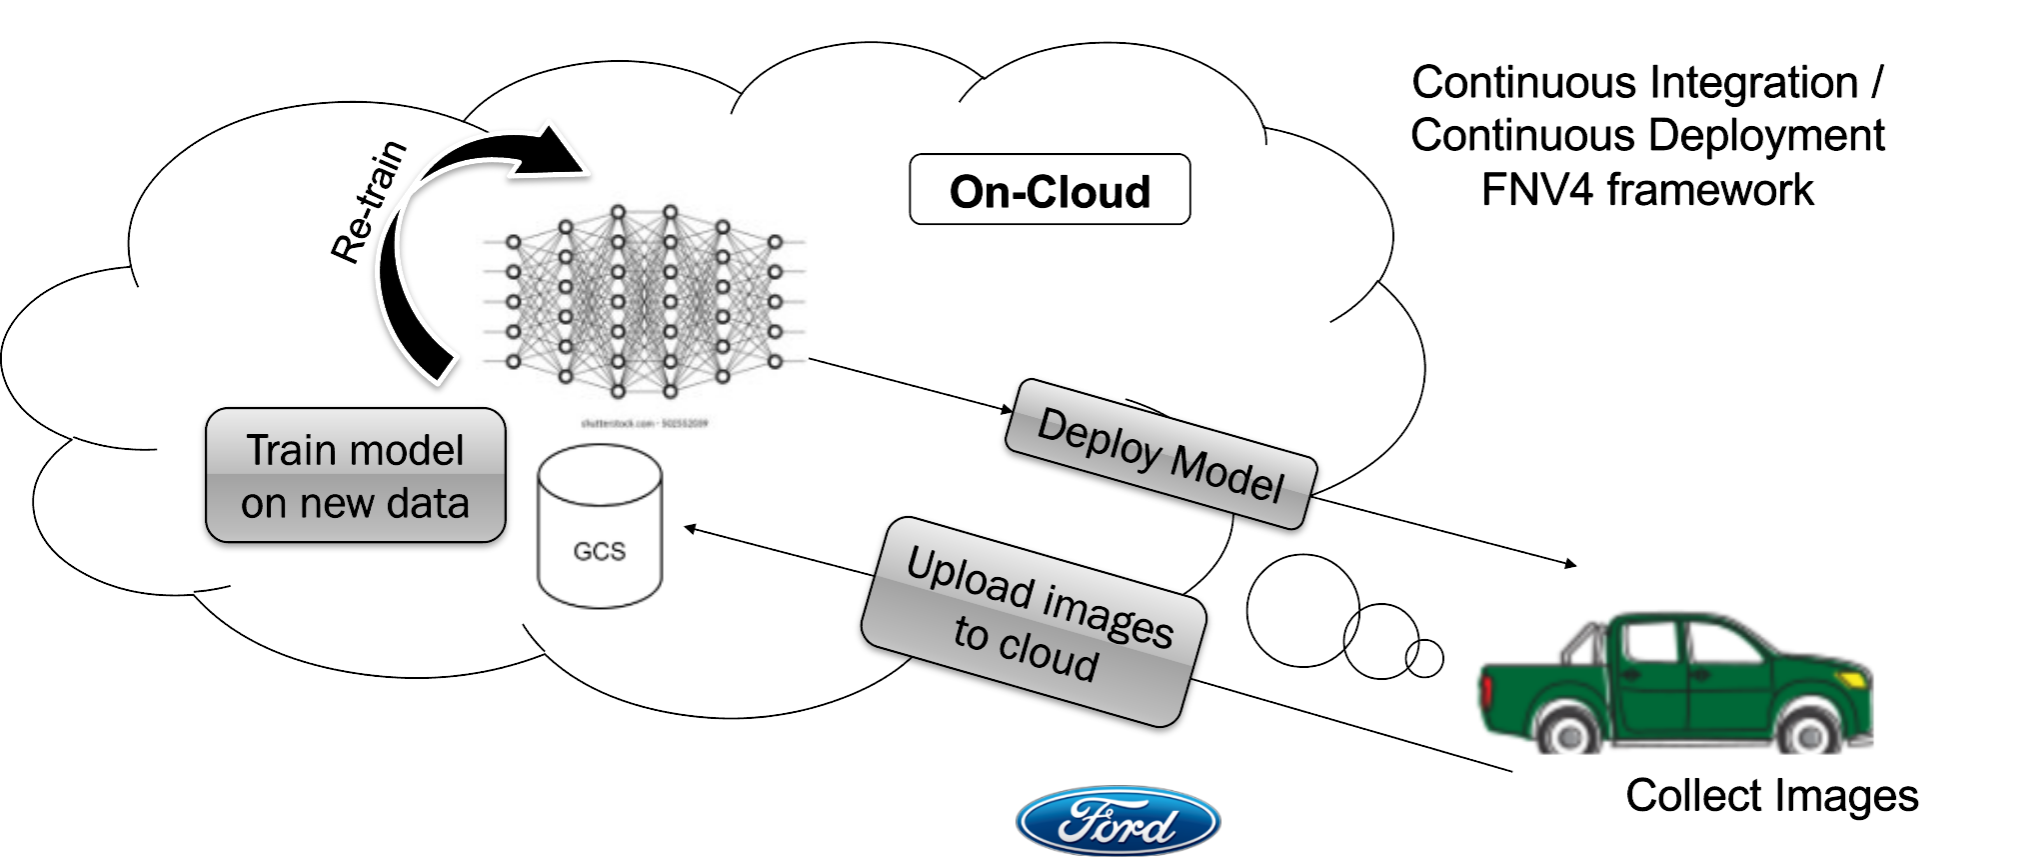 Continuous Integration /
Continuous Deployment
FNV4 framework
On-Cloud
Re-train
shutterstock.com · 502552039
Train model
on new data
GCS
Deploy Model
Upload images
to cloud
Collect Images
Ford